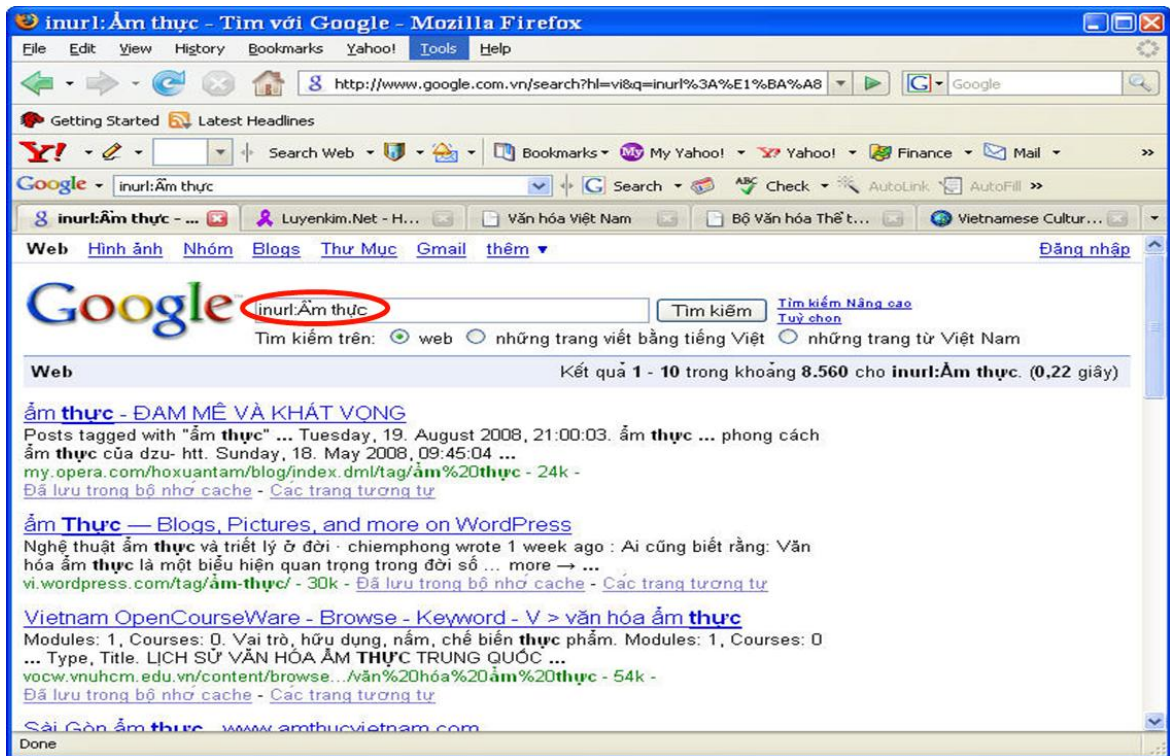 inurl:Ẩm thực - Tìm với Google - Mozilla Firefox
File Edit View History Bookmarks Yahoo! Tools Help
http://www.google.com.vn/search?hl=vi&q=inurl%3A%E1%BA%A8 Google
Getting Started Latest Headlines
Y! Search Web Bookmarks My Yahoo! Yahoo! Finance Mail »
Google inurl:Ẩm thực Search Check AutoLink AutoFill »
inurl:Ẩm thực - ... Luyenkim.Net - H... Văn hóa Việt Nam Bộ Văn hóa Thể t... Vietnamese Cultur...
Web Hình ảnh Nhóm Blogs Thư Mục Gmail thêm ▼ Đăng nhập
Google inurl:Ẩm thực Tìm kiếm Tìm kiếm Nâng cao
Tuỳ chọn
Tìm kiếm trên: web những trang viết bằng tiếng Việt những trang từ Việt Nam
Web Kết quả 1 - 10 trong khoảng 8.560 cho inurl:Ẩm thực. (0,22 giây)
ẩm thực - ĐAM MÊ VÀ KHÁT VỌNG
Posts tagged with "ẩm thực" ... Tuesday, 19. August 2008, 21:00:03. ẩm thực ... phong cách
ẩm thực của dzu- htt. Sunday, 18. May 2008, 09:45:04 ...
my.opera.com/hoxuantam/blog/index.dml/tag/ẩm%20thực - 24k -
Đã lưu trong bộ nhớ cache - Các trang tương tự
ẩm Thực — Blogs, Pictures, and more on WordPress
Nghệ thuật ẩm thực và triết lý ở đời · chiemphong wrote 1 week ago : Ai cũng biết rằng: Văn
hóa ẩm thực là một biểu hiện quan trọng trong đời số ... more → ...
vi.wordpress.com/tag/ẩm-thực/ - 30k - Đã lưu trong bộ nhớ cache - Các trang tương tự
Vietnam OpenCourseWare - Browse - Keyword - V > văn hóa ẩm thực
Modules: 1, Courses: 0. Vai trò, hữu dụng, nấm, chế biến thực phẩm. Modules: 1, Courses: 0
... Type, Title. LỊCH SỬ VĂN HÓA ẨM THỰC TRUNG QUỐC ...
vocw.vnuhcm.edu.vn/content/browse.../văn%20hóa%20ẩm%20thực - 54k -
Đã lưu trong bộ nhớ cache - Các trang tương tự
Sài Gòn ẩm thực - www.amthucvietnam.com
Done